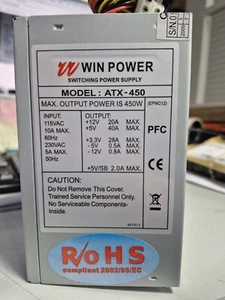 S/N:0
WIN POWER
SWITCHING POWER SUPPLY
MODEL: ATX-450
MAX. OUTPUT POWER IS 450W (EPNC/J2)
INPUT: OUTPUT:
115VAC +12V 20A MAX.
10A MAX. +5V 40A MAX.
60Hz +3.3V 28A MAX.
230VAC -5V 0.5A MAX.
5A MAX. -12V 0.8A MAX.
50Hz
+5V/SB 2.0A MAX.
PFC
CAUTION:
Do Not Remove This Cover.
Trained Service Personnel Only.
No Serviceable Components-
Inside.
R/o H S
compliant 2002/95/EC